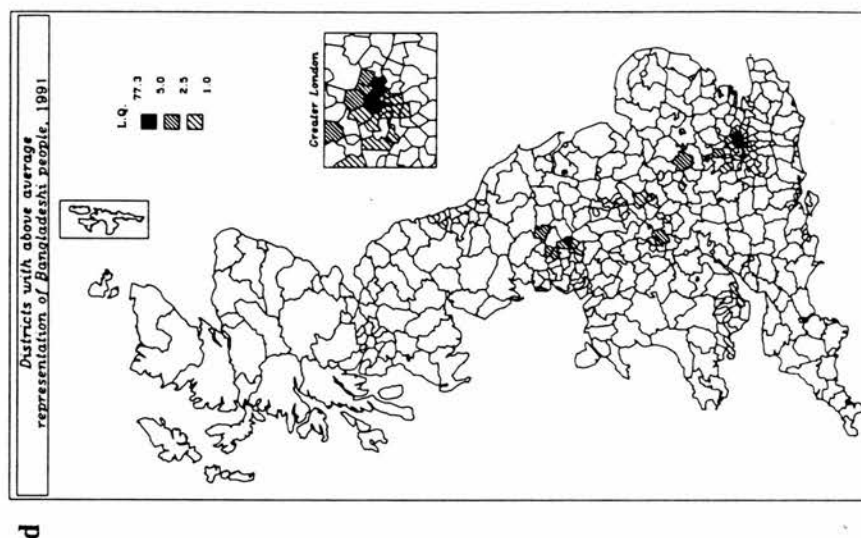 Districts with above average
representation of Bangladeshi people, 1991
L.Q.
77.3
5.0
2.5
1.0
Greater London
d